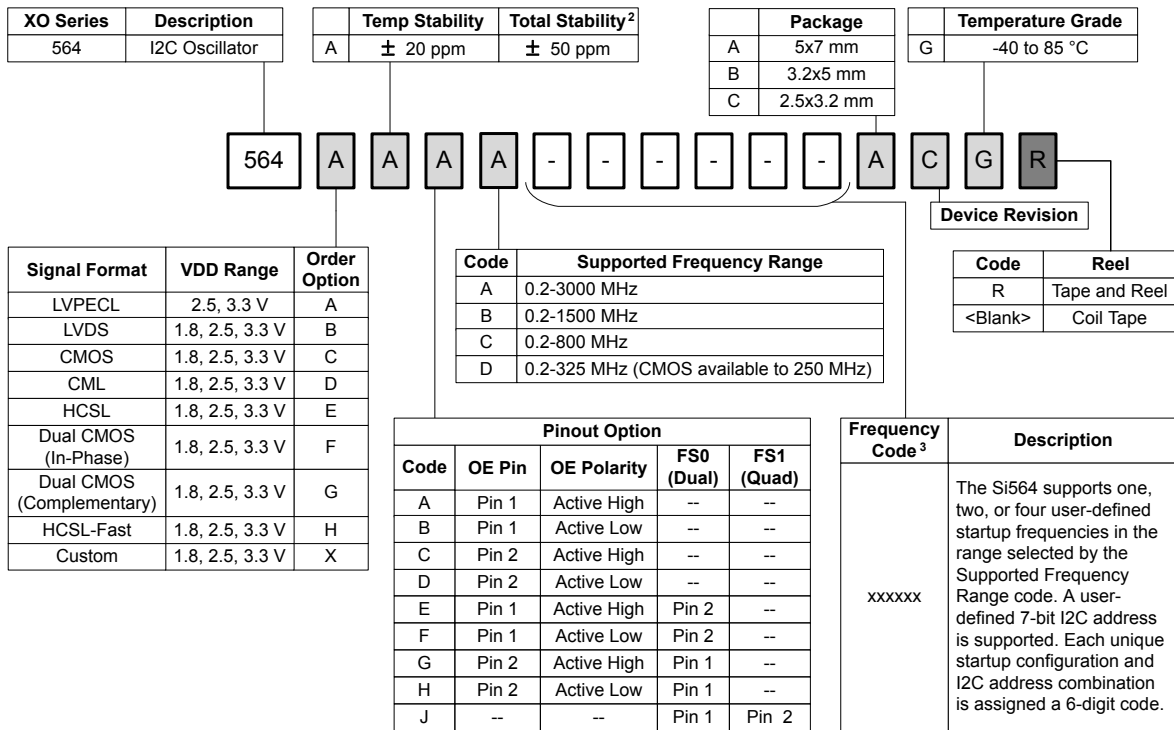 XO Series Description
564 I2C Oscillator
Temp Stability Total Stability 2
A ± 20 ppm ± 50 ppm
Package
A 5x7 mm
B 3.2x5 mm
C 2.5x3.2 mm
Temperature Grade
G -40 to 85 °C
564 A A A A - - - - - - A C G R
Device Revision
Signal Format VDD Range Order Option
LVPECL 2.5, 3.3 V A
LVDS 1.8, 2.5, 3.3 V B
CMOS 1.8, 2.5, 3.3 V C
CML 1.8, 2.5, 3.3 V D
HCSL 1.8, 2.5, 3.3 V E
Dual CMOS (In-Phase) 1.8, 2.5, 3.3 V F
Dual CMOS (Complementary) 1.8, 2.5, 3.3 V G
HCSL-Fast 1.8, 2.5, 3.3 V H
Custom 1.8, 2.5, 3.3 V X
Code Supported Frequency Range
A 0.2-3000 MHz
B 0.2-1500 MHz
C 0.2-800 MHz
D 0.2-325 MHz (CMOS available to 250 MHz)
Code Reel
R Tape and Reel
<Blank> Coil Tape
Pinout Option
Code OE Pin OE Polarity FS0 (Dual) FS1 (Quad)
A Pin 1 Active High -- --
B Pin 1 Active Low -- --
C Pin 2 Active High -- --
D Pin 2 Active Low -- --
E Pin 1 Active High Pin 2 --
F Pin 1 Active Low Pin 2 --
G Pin 2 Active High Pin 1 --
H Pin 2 Active Low Pin 1 --
J -- -- Pin 1 Pin 2
Frequency Code 3 Description
xxxxxx
The Si564 supports one,
two, or four user-defined
startup frequencies in the
range selected by the
Supported Frequency
Range code. A user-
defined 7-bit I2C address
is supported. Each unique
startup configuration and
I2C address combination
is assigned a 6-digit code.